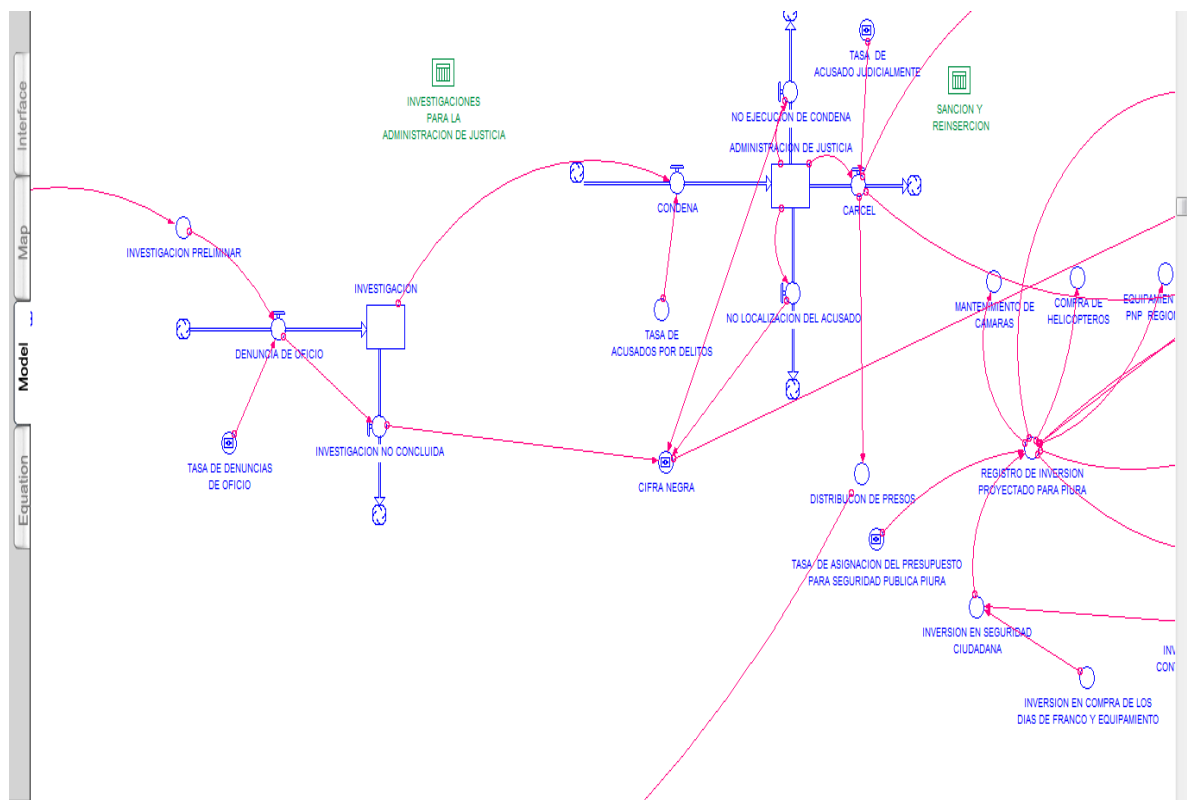 Interface
Map
Model
Equation
INVESTIGACIONES
PARA LA
ADMINISTRACION DE JUSTICIA
TASA DE
ACUSADO JUDICIALMENTE
SANCION Y
REINSERCION
NO EJECUCION DE CONDENA
ADMINISTRACION DE JUSTICIA
CONDENA
CARCEL
INVESTIGACION PRELIMINAR
INVESTIGACION
DENUNCIA DE OFICIO
TASA DE
ACUSADOS POR DELITOS
NO LOCALIZACION DEL ACUSADO
MANTENIMIENTO DE
CAMARAS
COMPRA DE
HELICOPTEROS
EQUIPAMIENT
PNP REGION
TASA DE DENUNCIAS
DE OFICIO
INVESTIGACION NO CONCLUIDA
CIFRA NEGRA
DISTRIBUCON DE PRESOS
REGISTRO DE INVERSION
PROYECTADO PARA PIURA
TASA DE ASIGNACION DEL PRESUPUESTO
PARA SEGURIDAD PUBLICA PIURA
INVERSION EN SEGURIDAD
CIUDADANA
INVERSION EN COMPRA DE LOS
DIAS DE FRANCO Y EQUIPAMIENTO